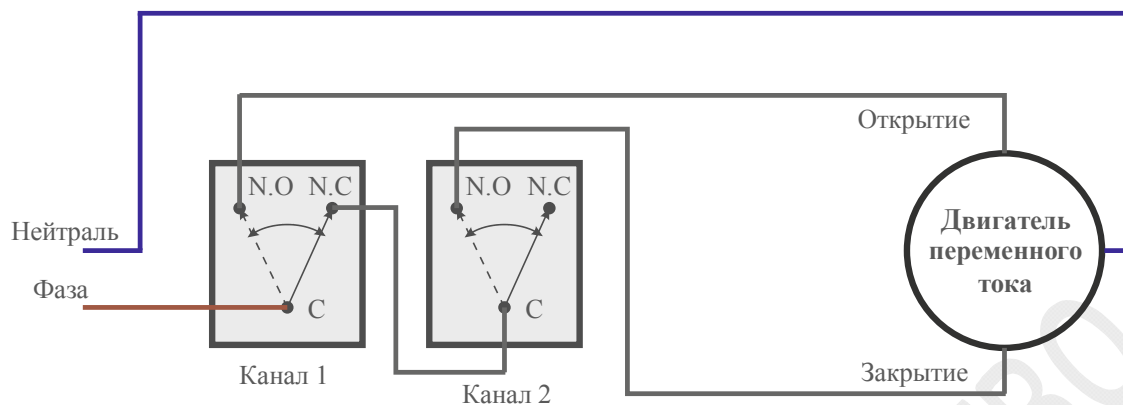 Открытие
N.O N.C
N.O N.C
Нейтраль
Двигатель
переменного
тока
Фаза
C
C
Канал 1
Канал 2
Закрытие